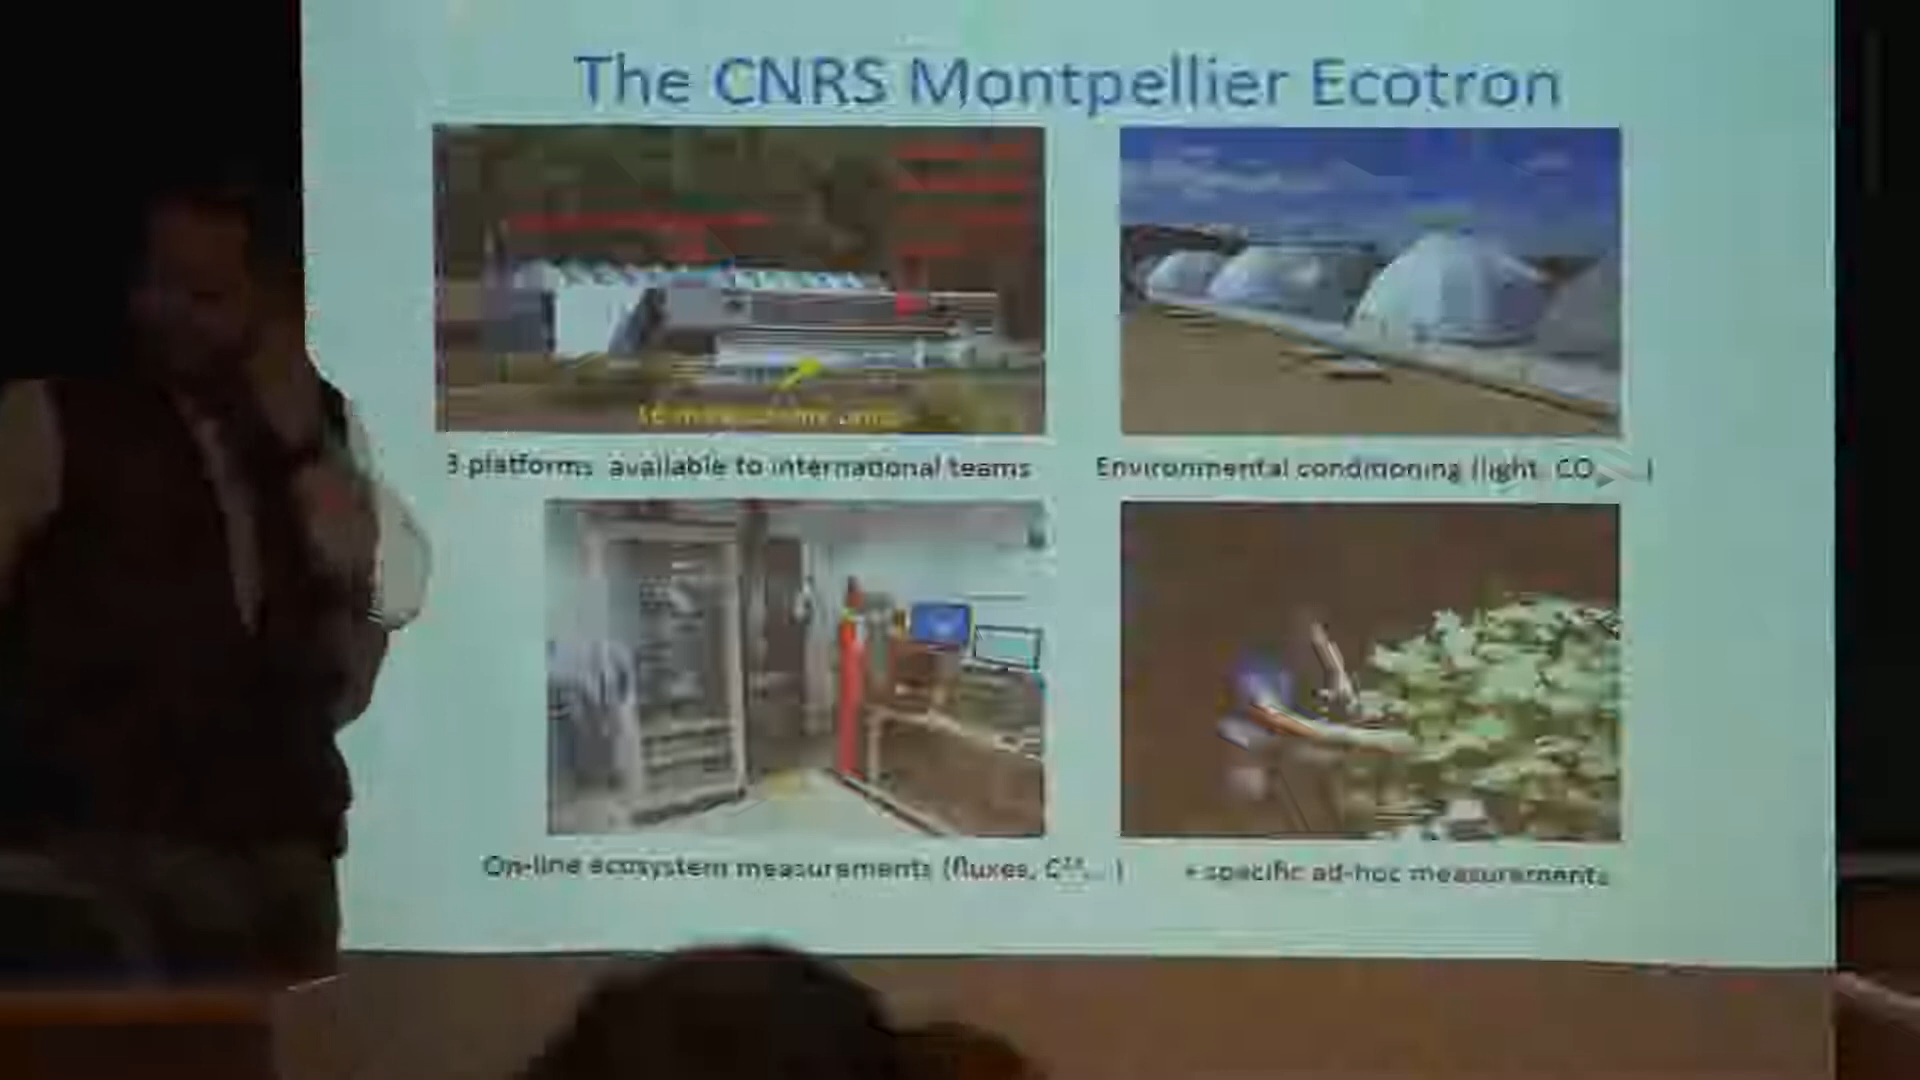 The CNRS Montpellier Ecotron
3 platforms available to international teams
Environmental conditioning (light, CO
On-line ecosystem measurements (fluxes,
+ specific ad-hoc measurements